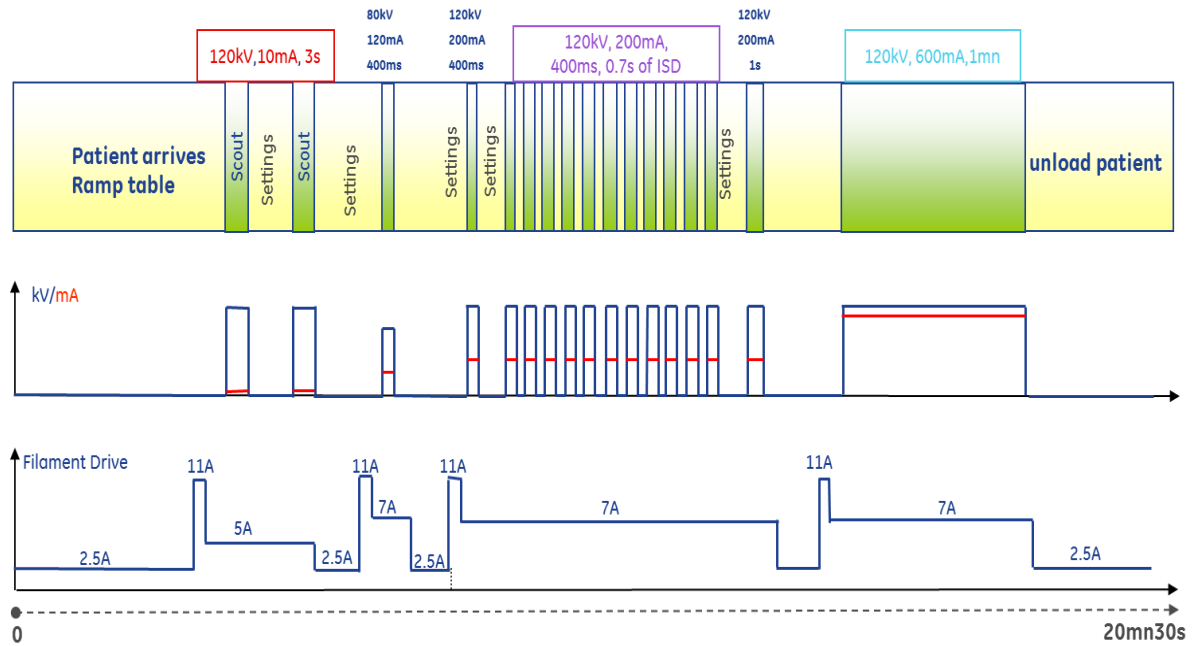 80kV
120mA
400ms
120kV
200mA
400ms
120kV
200mA
1s
120kV,10mA, 3s
120kV, 200mA,
400ms, 0.7s of ISD
120kV, 600mA,1mn
Patient arrives
Ramp table
Scout
Settings
Scout
Settings
Settings
Settings
Settings
unload patient
kV/mA
Filament Drive
11A
11A
11A
11A
5A
7A
7A
7A
2.5A
2.5A
2.5A
2.5A
0
20mn30s